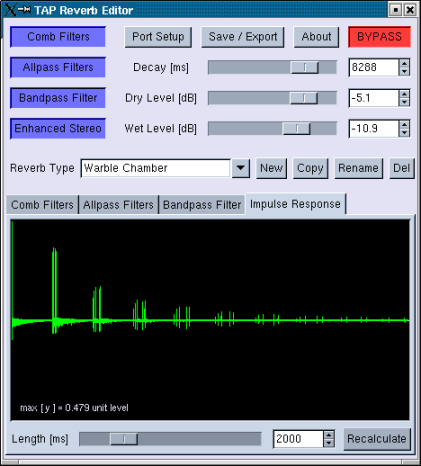 TAP Reverb Editor
Comb Filters Port Setup Save / Export About BYPASS
Allpass Filters Decay [ms] 8288
Bandpass Filter Dry Level [dB] -5.1
Enhanced Stereo Wet Level [dB] -10.9
Reverb Type Warble Chamber New Copy Rename Del
Comb Filters Allpass Filters Bandpass Filter Impulse Response
max [ y ] = 0.479 unit level
Length [ms] 2000 Recalculate